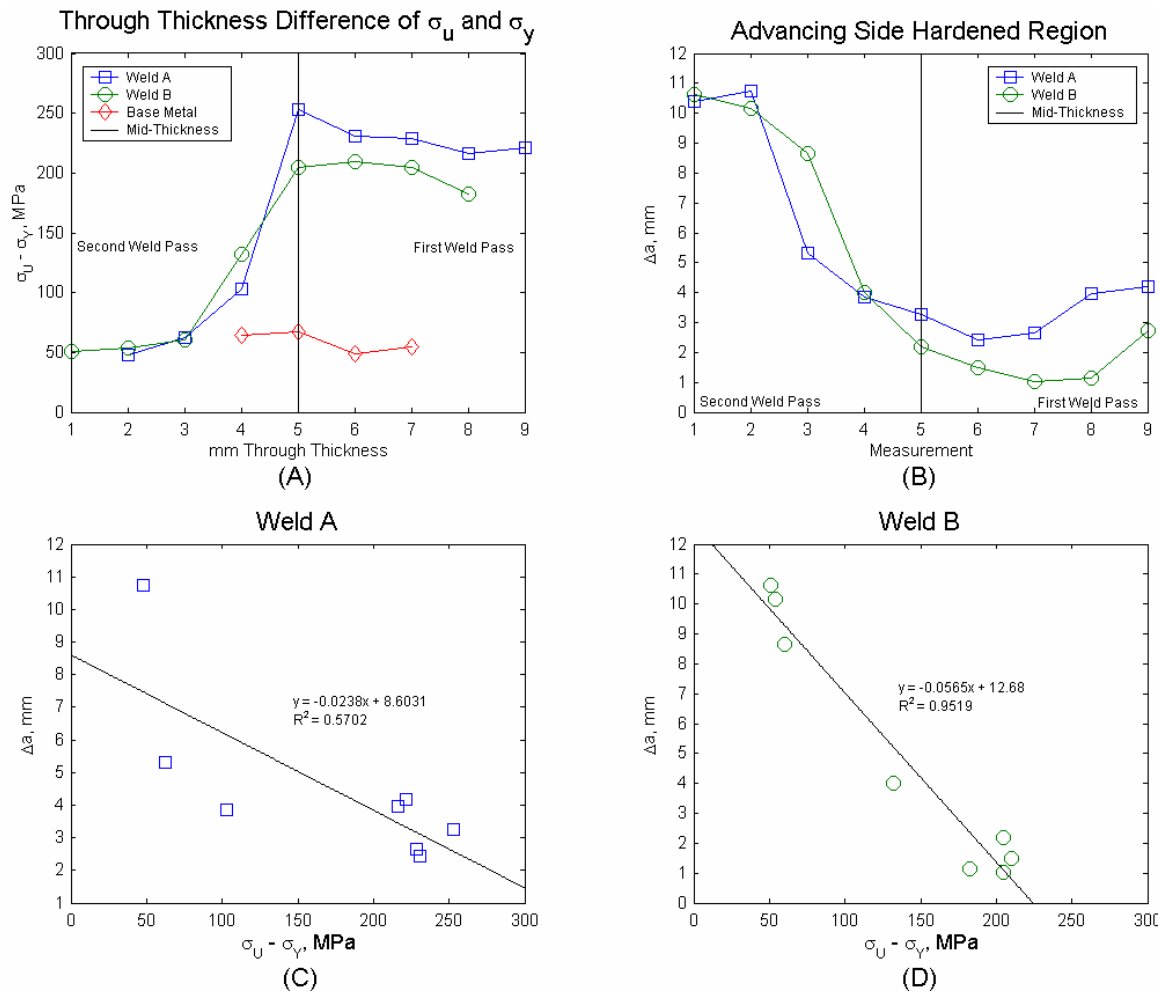 Through Thickness Difference of σu and σy
300
250
200
150
100
50
0
σU - σY, MPa
Weld A
Weld B
Base Metal
Mid-Thickness
Second Weld Pass
First Weld Pass
1 2 3 4 5 6 7 8 9
mm Through Thickness
(A)
Advancing Side Hardened Region
12
11
10
9
8
7
6
5
4
3
2
1
0
Δa, mm
Weld A
Weld B
Mid-Thickness
Second Weld Pass
First Weld Pass
1 2 3 4 5 6 7 8 9
Measurement
(B)
Weld A
12
11
10
9
8
7
6
5
4
3
2
1
Δa, mm
y = -0.0238x + 8.6031
R² = 0.5702
0 50 100 150 200 250 300
σU - σY, MPa
(C)
Weld B
12
11
10
9
8
7
6
5
4
3
2
1
0
Δa, mm
y = -0.0565x + 12.68
R² = 0.9519
0 50 100 150 200 250 300
σU - σY, MPa
(D)